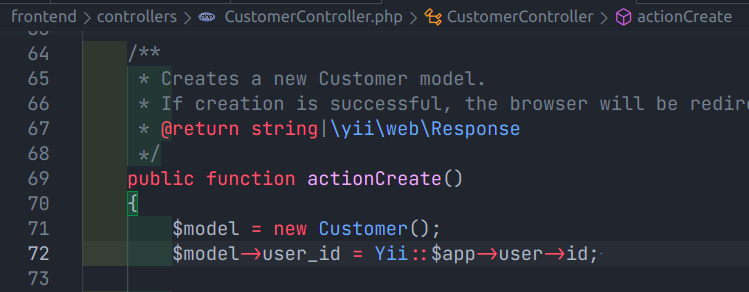 frontend > controllers > php CustomerController.php > CustomerController > actionCreate
64 /**
65 * Creates a new Customer model.
66 * If creation is successful, the browser will be redire
67 * @return string|\yii\web\Response
68 */
69 public function actionCreate()
70 {
71 $model = new Customer();
72 $model->user_id = Yii::$app->user->id;
73